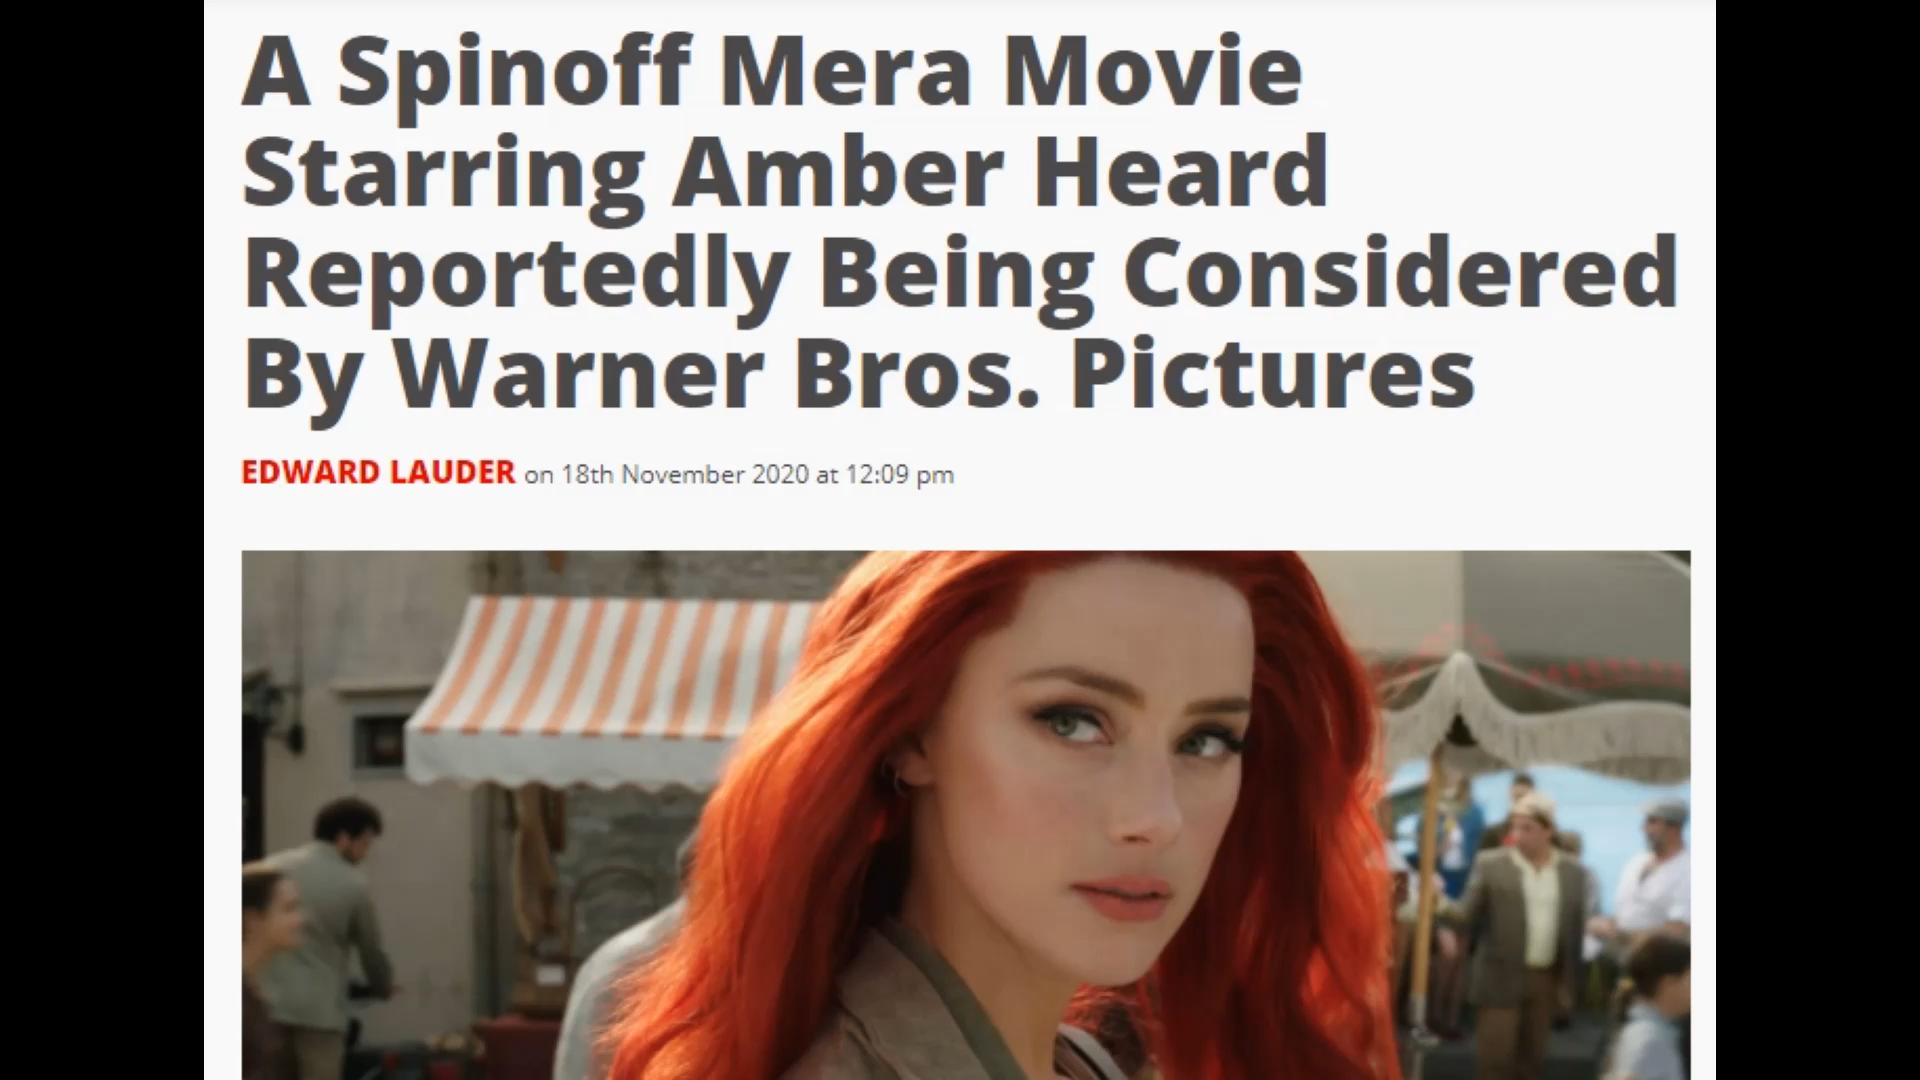 A Spinoff Mera Movie
Starring Amber Heard
Reportedly Being Considered
By Warner Bros. Pictures
EDWARD LAUDER on 18th November 2020 at 12:09 pm